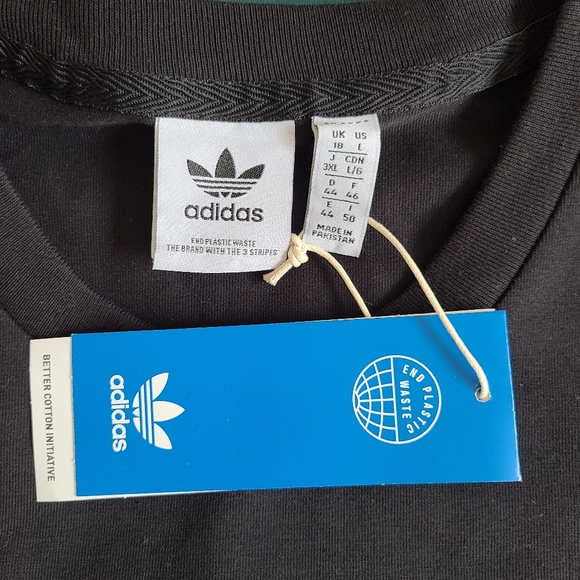 adidas
END PLASTIC WASTE
THE BRAND WITH THE 3 STRIPES
UK US
18 L
J CDN
3XL L/G
D F
44 46
E I
44 50
MADE IN
PAKISTAN
BETTER COTTON INITIATIVE
adidas
END PLASTIC
WASTE